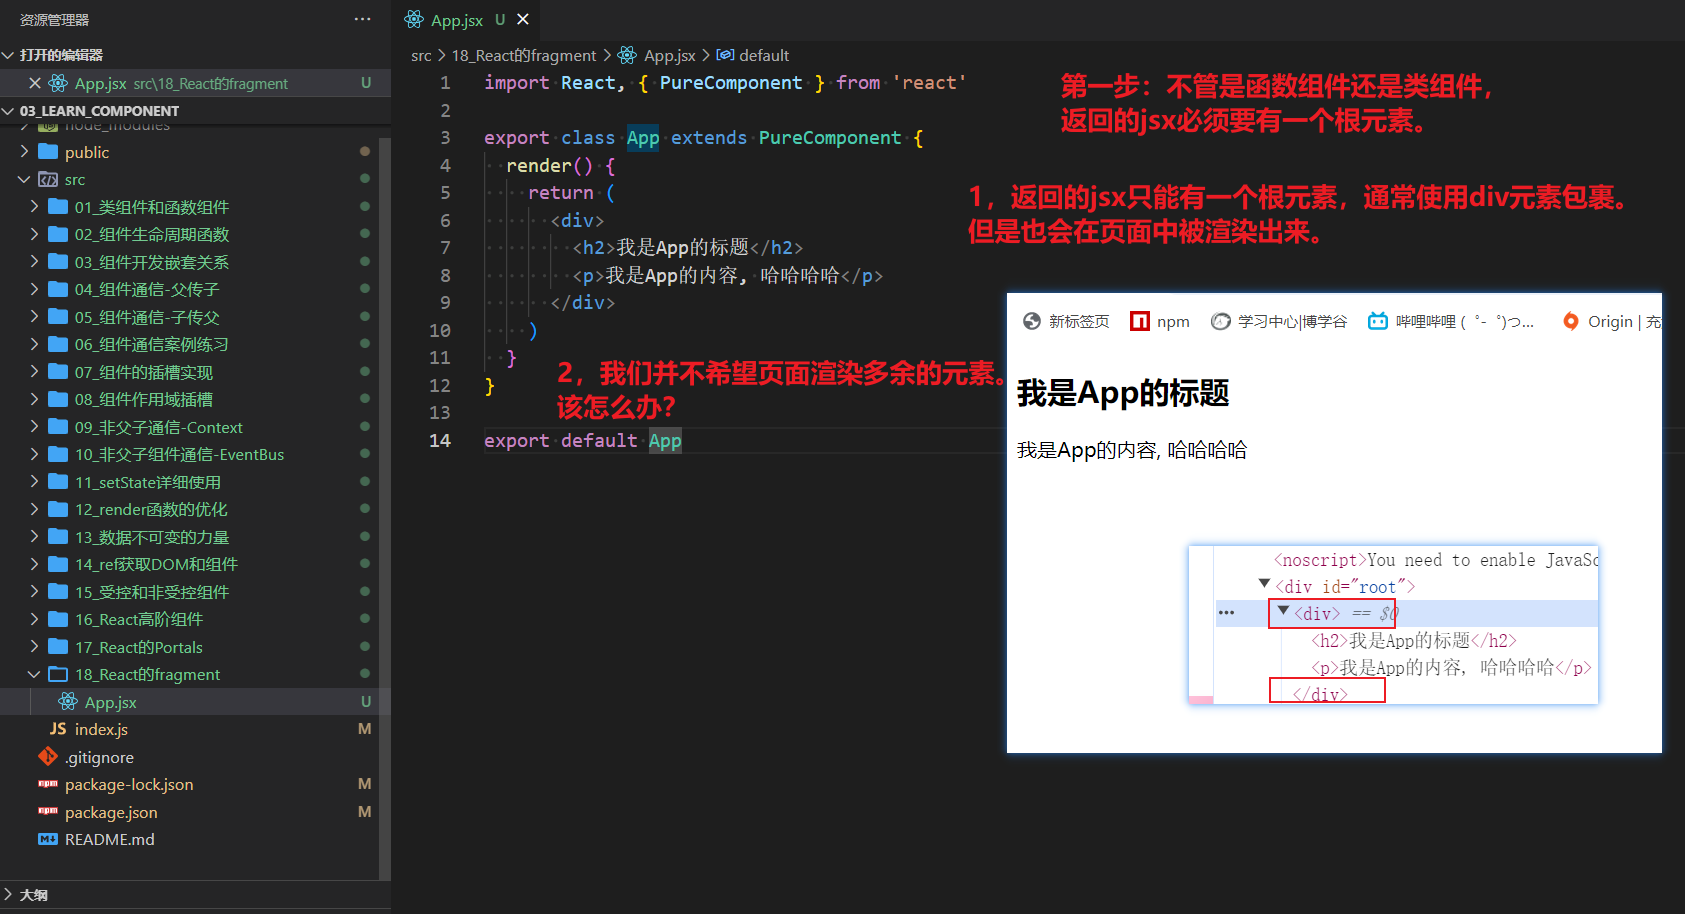 资源管理器
打开的编辑器
App.jsx src\18_React的fragment U
03_LEARN_COMPONENT
node_modules
public
src
01_类组件和函数组件
02_组件生命周期函数
03_组件开发嵌套关系
04_组件通信-父传子
05_组件通信-子传父
06_组件通信案例练习
07_组件的插槽实现
08_组件作用域插槽
09_非父子通信-Context
10_非父子组件通信-EventBus
11_setState详细使用
12_render函数的优化
13_数据不可变的力量
14_ref获取DOM和组件
15_受控和非受控组件
16_React高阶组件
17_React的Portals
18_React的fragment
App.jsx U
JS index.js M
.gitignore
package-lock.json M
package.json M
README.md
大纲
App.jsx U
src > 18_React的fragment > App.jsx > default
1 import React, { PureComponent } from 'react'
2
3 export class App extends PureComponent {
4 render() {
5 return (
6 <div>
7 <h2>我是App的标题</h2>
8 <p>我是App的内容, 哈哈哈哈</p>
9 </div>
10 )
11 }
12 }
13
14 export default App
第一步：不管是函数组件还是类组件，
返回的jsx必须要有一个根元素。
1，返回的jsx只能有一个根元素，通常使用div元素包裹。
但是也会在页面中被渲染出来。
2，我们并不希望页面渲染多余的元素。
该怎么办？
新标签页 npm 学习中心|博学谷 哔哩哔哩 (゜-゜)つ... Origin | 充
我是App的标题
我是App的内容, 哈哈哈哈
<noscript>You need to enable JavaSc
<div id="root">
<div> == $0
<h2>我是App的标题</h2>
<p>我是App的内容, 哈哈哈哈</p>
</div>